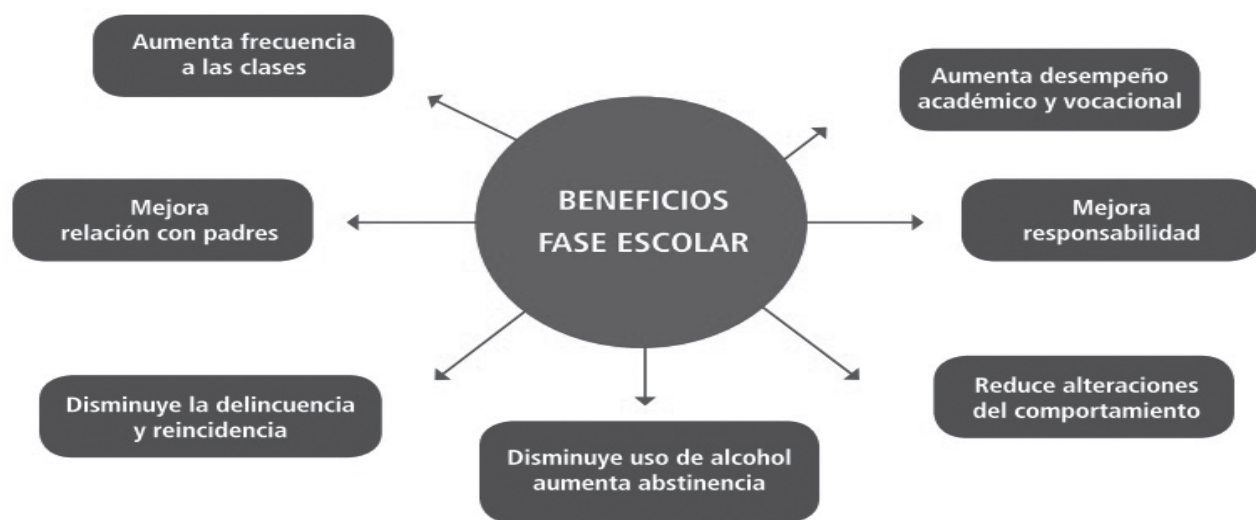 Aumenta frecuencia
a las clases
Aumenta desempeño
académico y vocacional
BENEFICIOS
FASE ESCOLAR
Mejora
relación con padres
Mejora
responsabilidad
Disminuye la delincuencia
y reincidencia
Disminuye uso de alcohol
aumenta abstinencia
Reduce alteraciones
del comportamiento